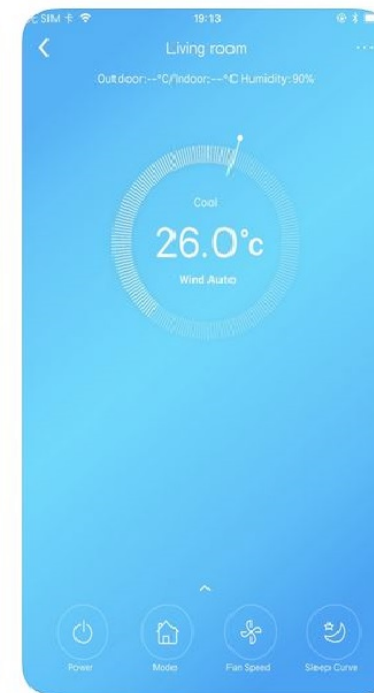 SIM 19:13
Living room
Outdoor:--°C/Indoor:--°C Humidity:90%
Cool
26.0°c
Wind Auto
Power Mode Fan Speed Sleep Curve